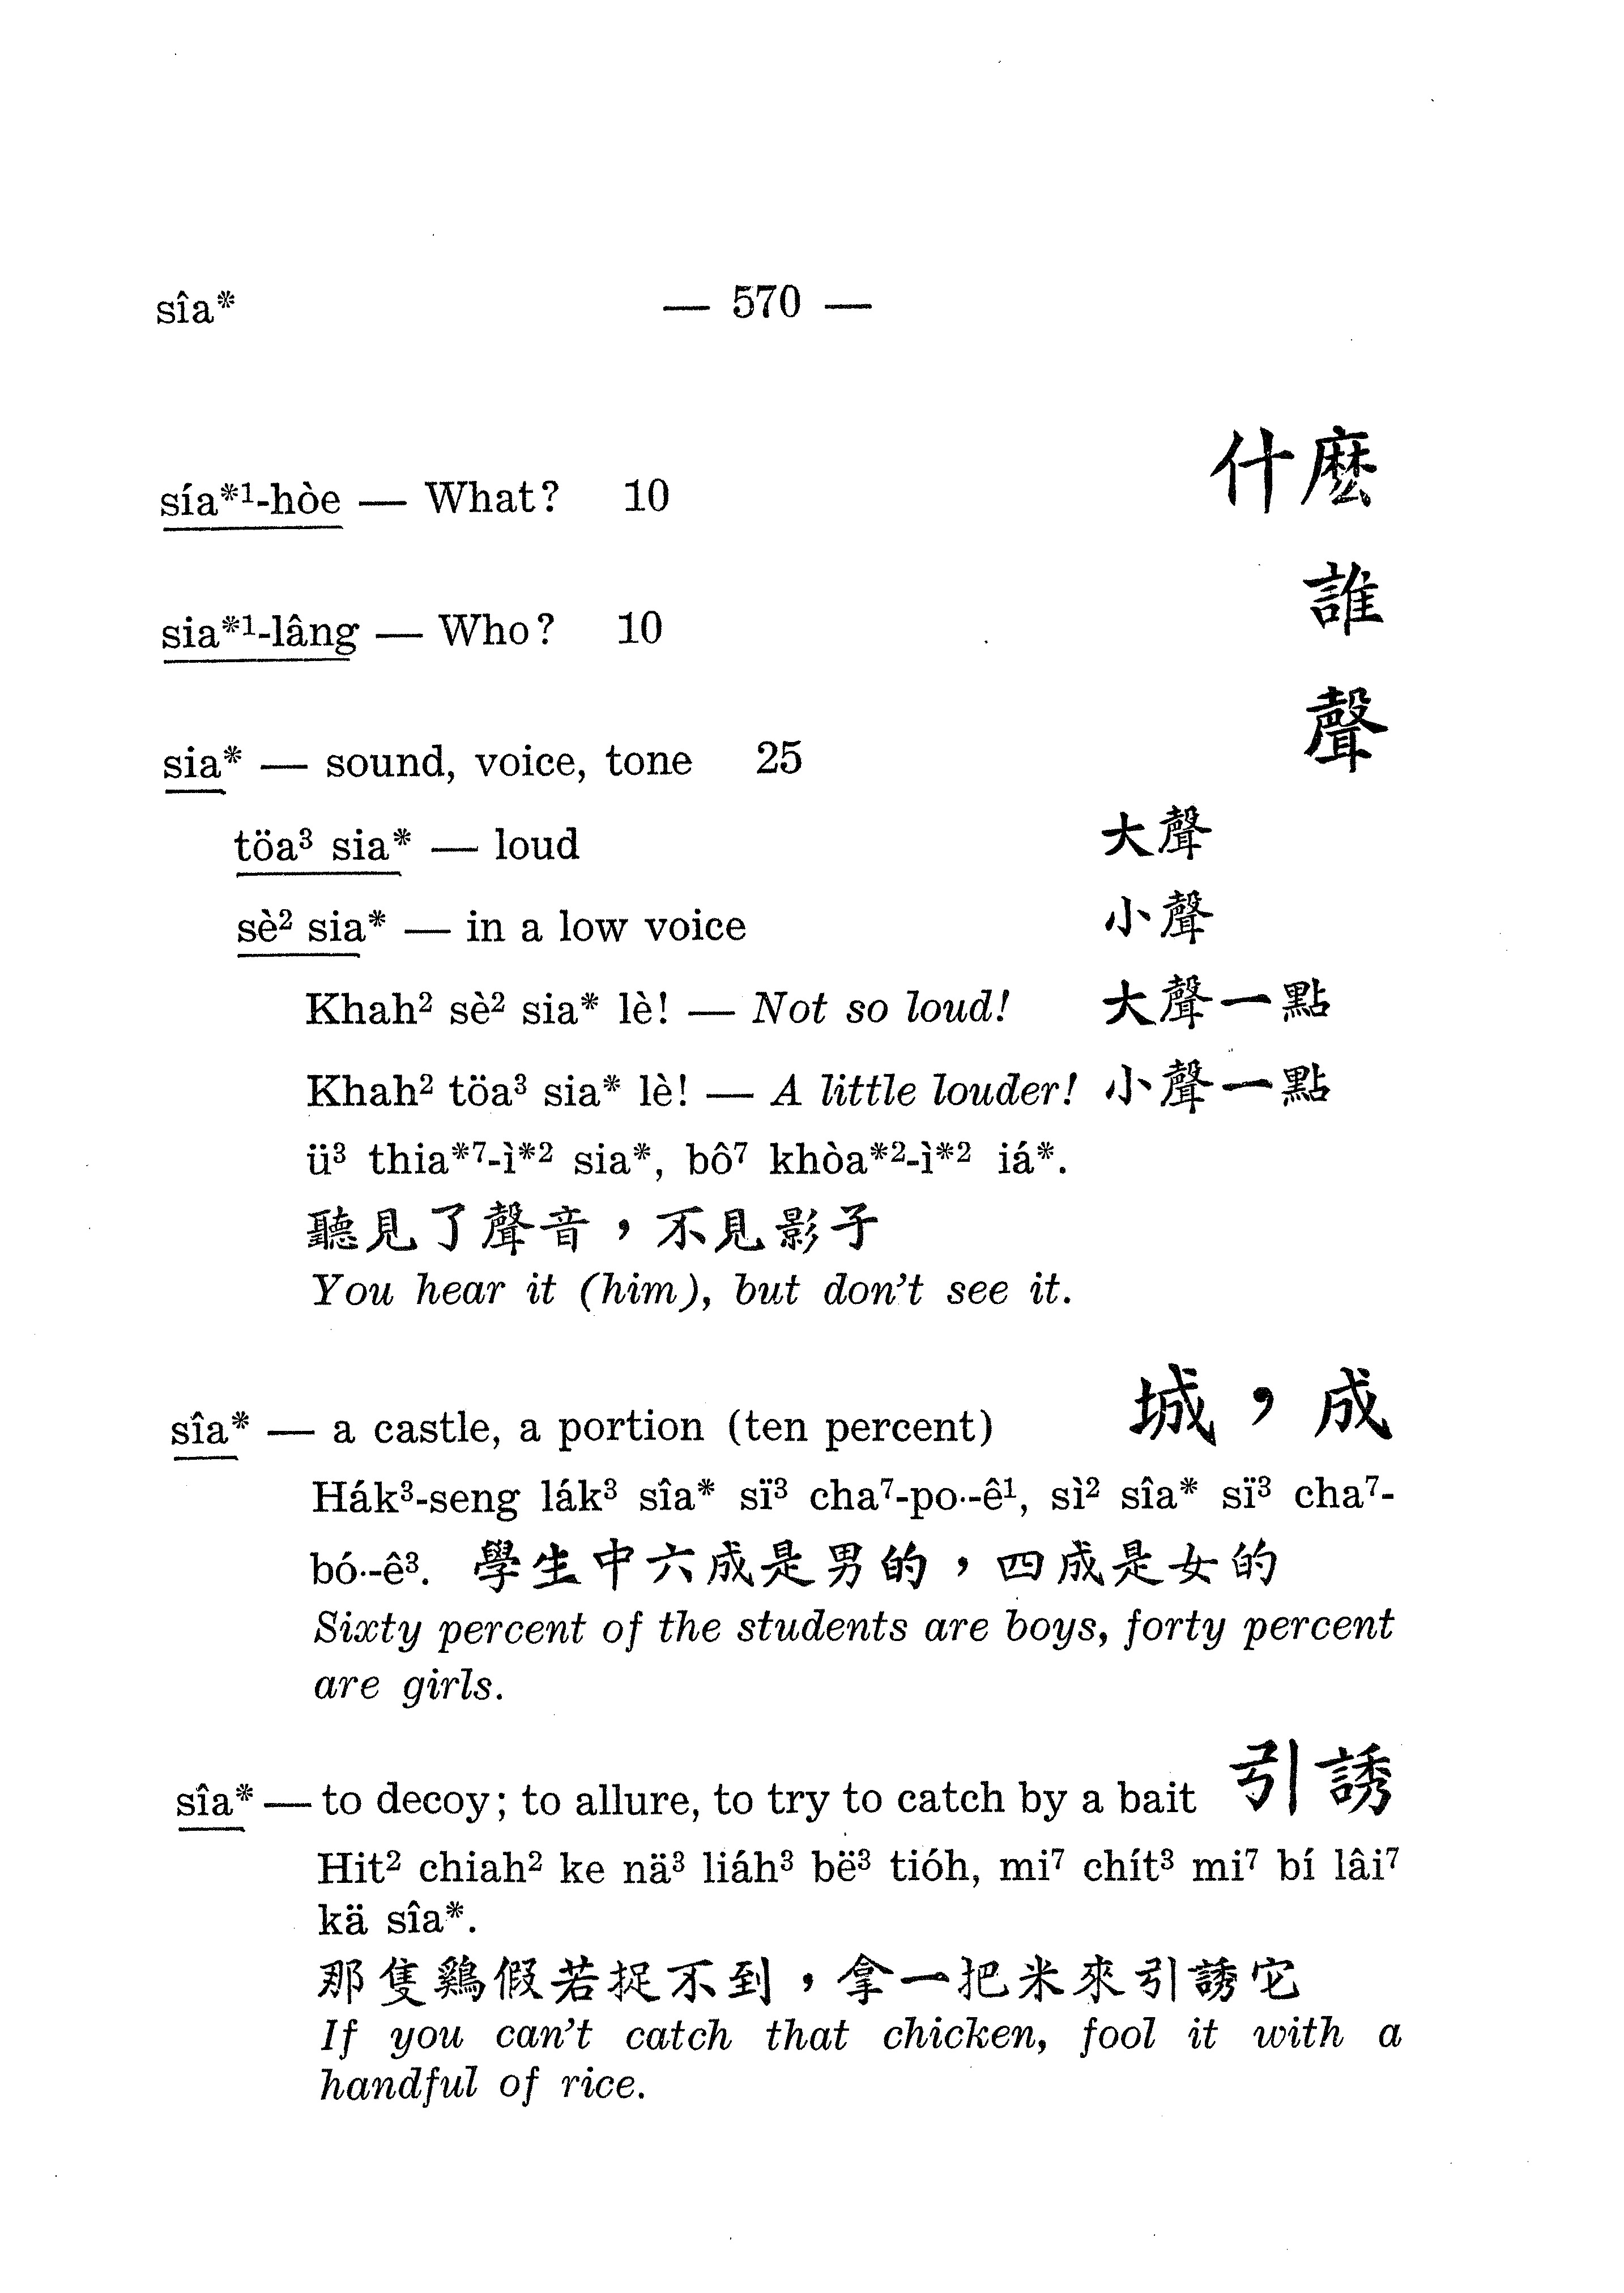 sîa*
— 570 —
什麼
sía*¹-hòe — What? 10
誰
sia*¹-lâng — Who? 10
聲
sia* — sound, voice, tone 25
töa³ sia* — loud 大聲
sè² sia* — in a low voice 小聲
Khah² sè² sia* lè! — Not so loud! 大聲一點
Khah² töa³ sia* lè! — A little louder! 小聲一點
ü³ thia*⁷-ì*² sia*, bô⁷ khòa*²-ì*² iá*.
聽見了聲音，不見影子
You hear it (him), but don't see it.
sîa* — a castle, a portion (ten percent) 城，成
Hák³-seng lák³ sîa* sï³ cha⁷-po·-ê¹, sì² sîa* sï³ cha⁷-
bó·-ê³. 學生中六成是男的，四成是女的
Sixty percent of the students are boys, forty percent
are girls.
sîa* — to decoy; to allure, to try to catch by a bait 引誘
Hit² chiah² ke nä³ liáh³ bë³ tióh, mi⁷ chít³ mi⁷ bí lâi⁷
kä sîa*.
那隻鷄假若捉不到，拿一把米來引誘它
If you can't catch that chicken, fool it with a
handful of rice.